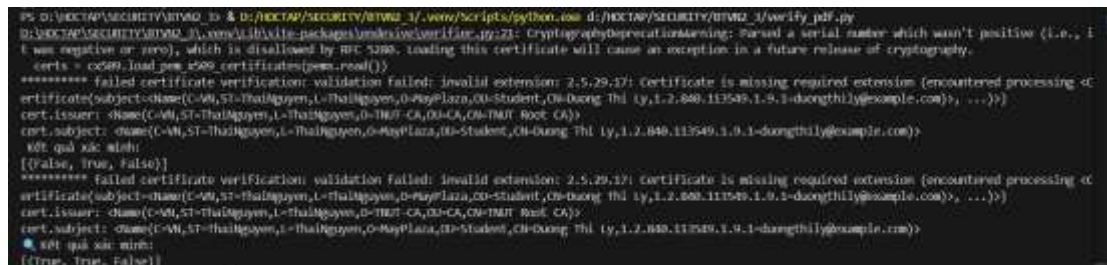 PS D:\HOCTAP\SECURITY\BTVN2_3> & D:/HOCTAP/SECURITY/BTVN2_3/.venv/Scripts/python.exe d:/HOCTAP/SECURITY/BTVN2_3/verify_pdf.py
D:\HOCTAP\SECURITY\BTVN2_3\.venv\Lib\site-packages\endesive\verifier.py:21: CryptographyDeprecationWarning: Parsed a serial number which wasn't positive (i.e., i
t was negative or zero), which is disallowed by RFC 5280. Loading this certificate will cause an exception in a future release of cryptography.
certs = cx509.load_pem_x509_certificates(pems.read())
********** failed certificate verification: validation failed: invalid extension: 2.5.29.17: Certificate is missing required extension (encountered processing <C
ertificate(subject=<Name(C=VN,ST=ThaiNguyen,L=ThaiNguyen,O=MayPlaza,OU=Student,CN=Duong Thi Ly,1.2.840.113549.1.9.1=duongthily@example.com)>, ...)>)
cert.issuer: <Name(C=VN,ST=ThaiNguyen,L=ThaiNguyen,O=TNUT-CA,OU=CA,CN=TNUT Root CA)>
cert.subject: <Name(C=VN,ST=ThaiNguyen,L=ThaiNguyen,O=MayPlaza,OU=Student,CN=Duong Thi Ly,1.2.840.113549.1.9.1=duongthily@example.com)>
Kết quả xác minh:
[(False, True, False)]
********** failed certificate verification: validation failed: invalid extension: 2.5.29.17: Certificate is missing required extension (encountered processing <C
ertificate(subject=<Name(C=VN,ST=ThaiNguyen,L=ThaiNguyen,O=MayPlaza,OU=Student,CN=Duong Thi Ly,1.2.840.113549.1.9.1=duongthily@example.com)>, ...)>)
cert.issuer: <Name(C=VN,ST=ThaiNguyen,L=ThaiNguyen,O=TNUT-CA,OU=CA,CN=TNUT Root CA)>
cert.subject: <Name(C=VN,ST=ThaiNguyen,L=ThaiNguyen,O=MayPlaza,OU=Student,CN=Duong Thi Ly,1.2.840.113549.1.9.1=duongthily@example.com)>
🔍 Kết quả xác minh:
[(True, True, False)]